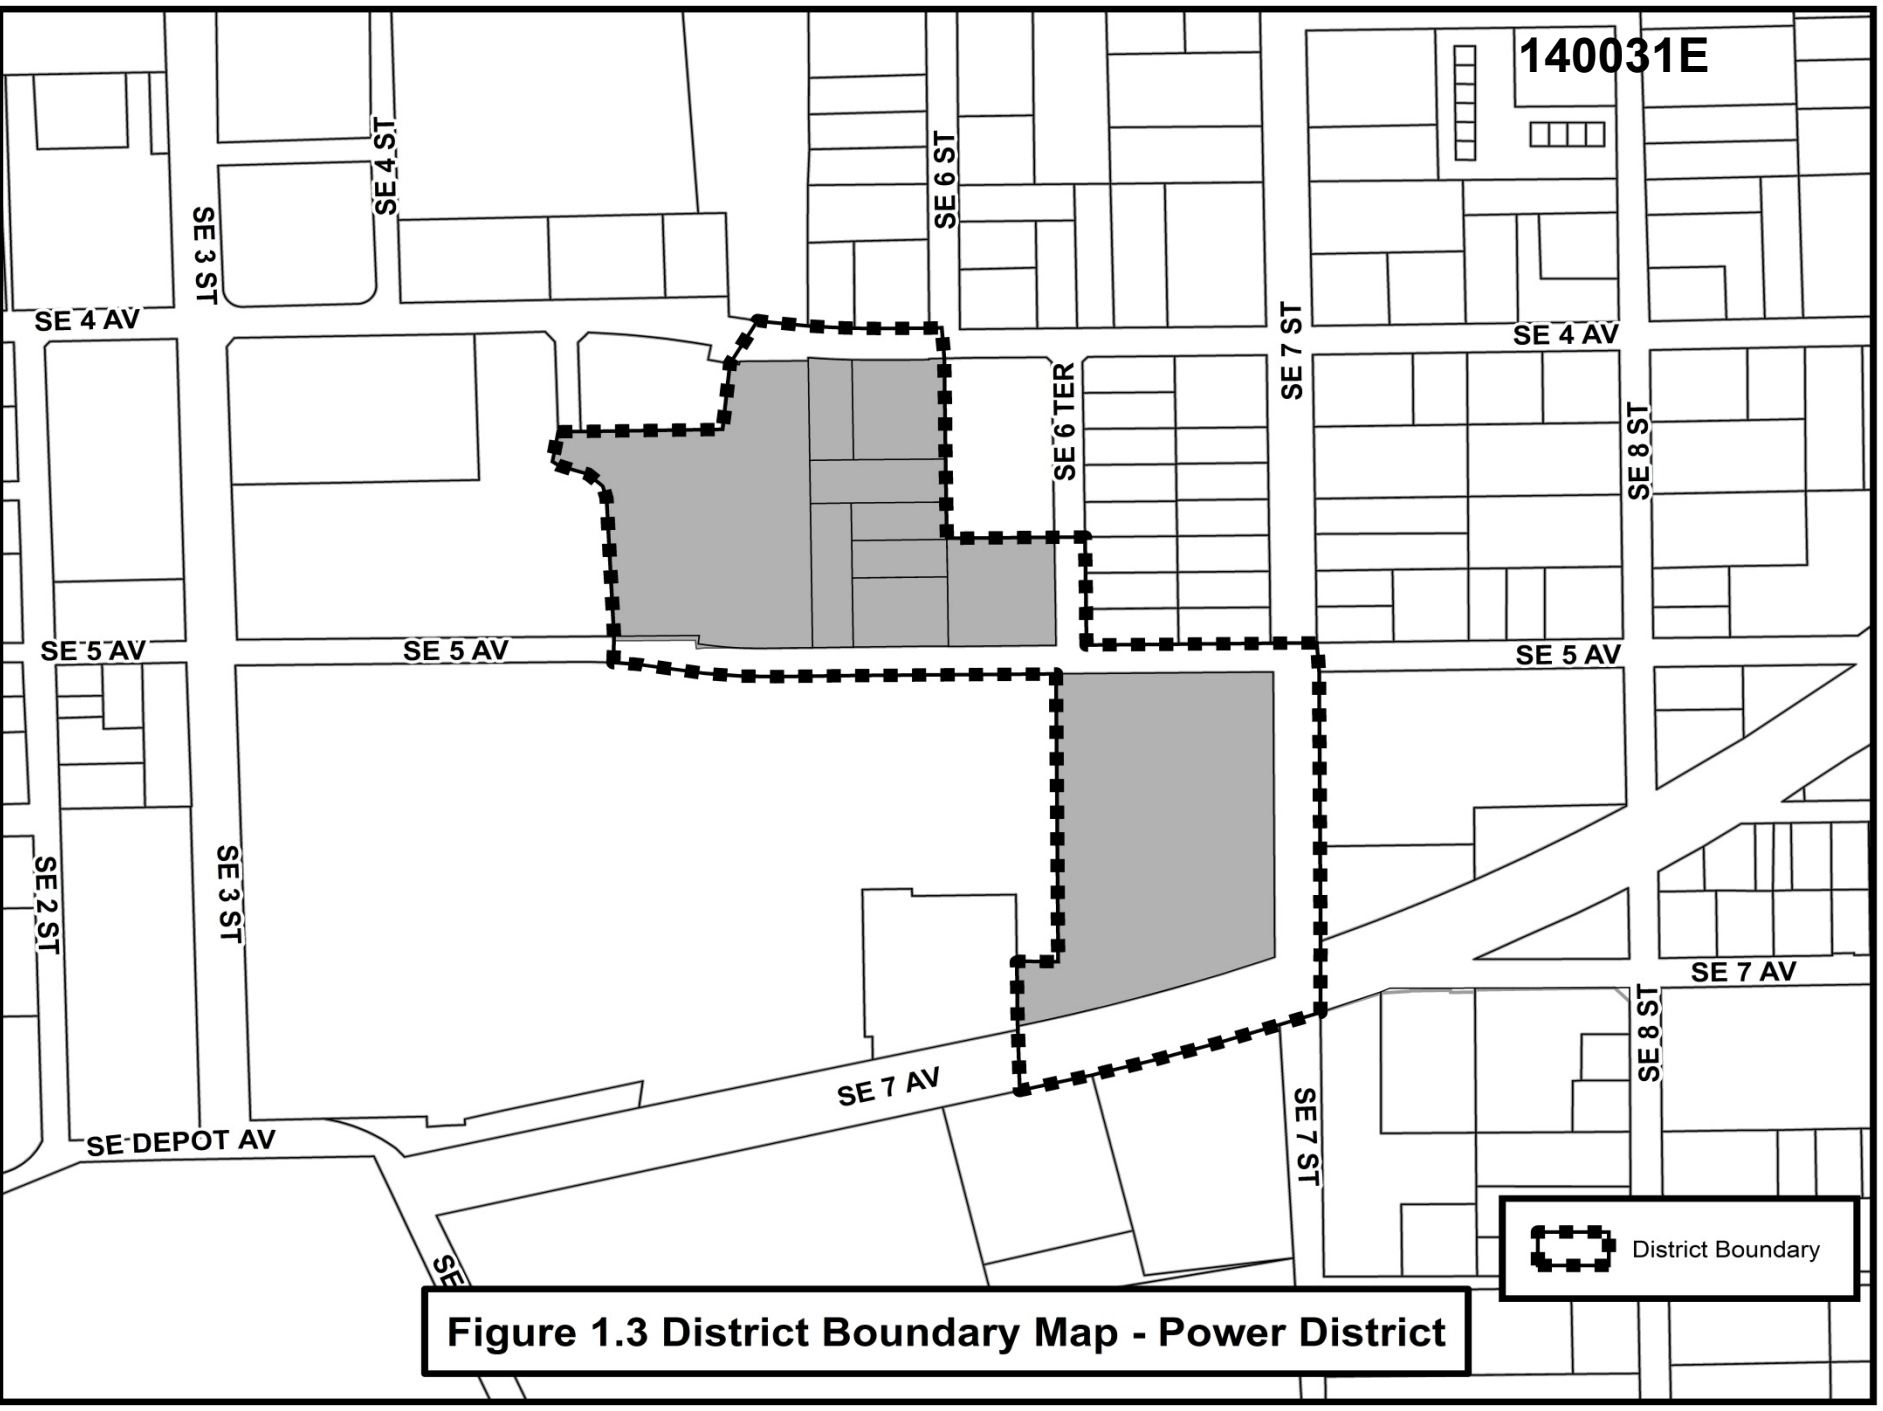 140031E
SE 4 ST
SE 6 ST
SE 3 ST
SE 4 AV
SE 7 ST
SE 4 AV
SE 6 TER
SE 8 ST
SE 5 AV
SE 5 AV
SE 5 AV
SE 2 ST
SE 3 ST
SE 7 AV
SE 8 ST
SE 7 AV
SE 7 ST
SE DEPOT AV
SE
District Boundary
Figure 1.3 District Boundary Map - Power District